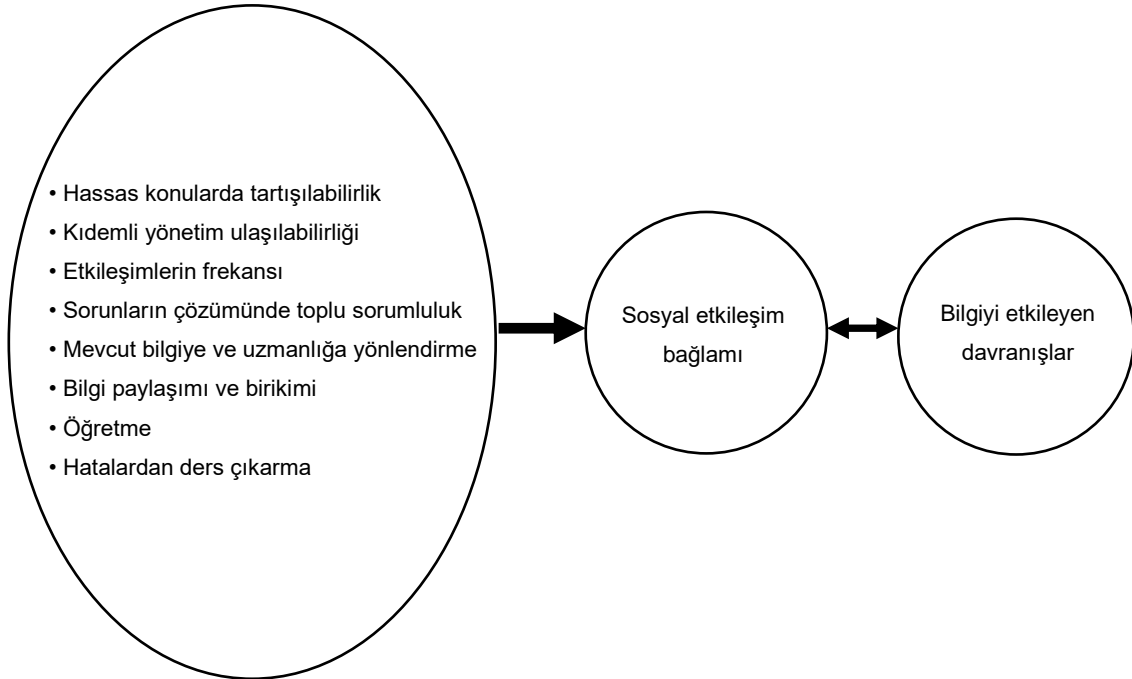 • Hassas konularda tartışılabilirlik
• Kıdemli yönetim ulaşılabilirliği
• Etkileşimlerin frekansı
• Sorunların çözümünde toplu sorumluluk
• Mevcut bilgiye ve uzmanlığa yönlendirme
• Bilgi paylaşımı ve birikimi
• Öğretme
• Hatalardan ders çıkarma
Sosyal etkileşim
bağlamı
Bilgiyi etkileyen
davranışlar